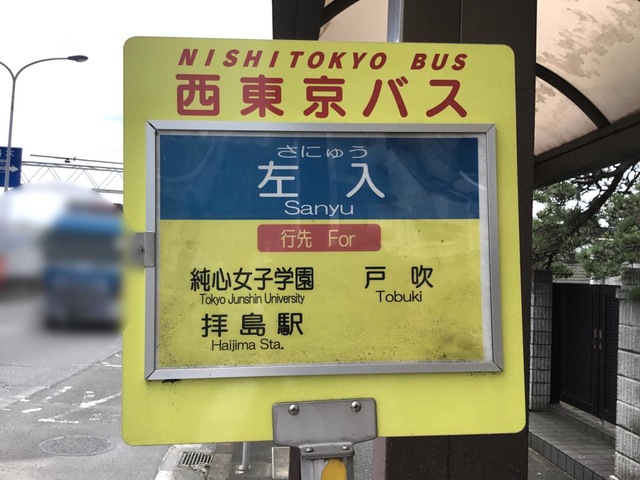 NISHITOKYO BUS
西東京バス
さにゅう
左入
Sanyu
行先 For
純心女子学園 戸吹
Tokyo Junshin University Tobuki
拝島駅
Haijima Sta.